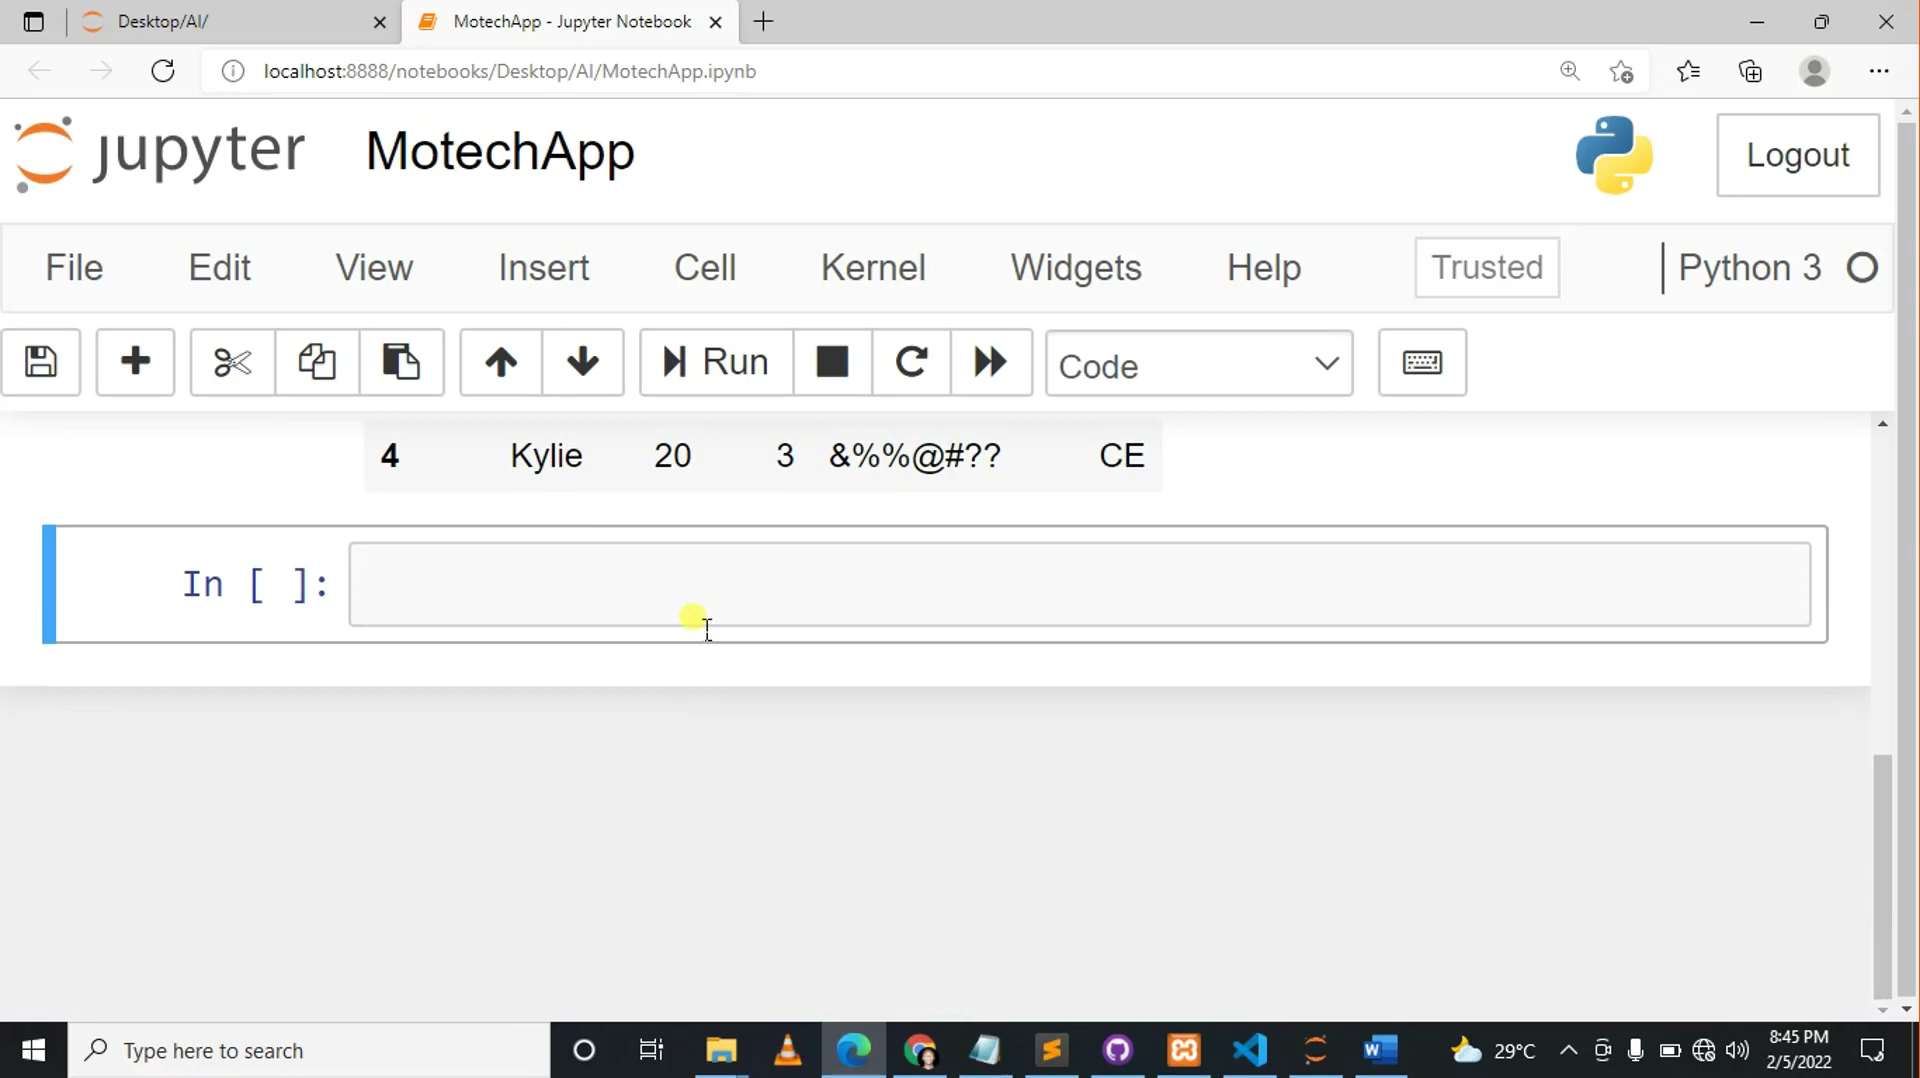 Desktop/AI/
MotechApp - Jupyter Notebook
localhost:8888/notebooks/Desktop/AI/MotechApp.ipynb
jupyter MotechApp
Logout
File Edit View Insert Cell Kernel Widgets Help Trusted Python 3
Run Code
4 Kylie 20 3 &%%@#?? CE
In [ ]:
Type here to search
W
29°C
8:45 PM
2/5/2022